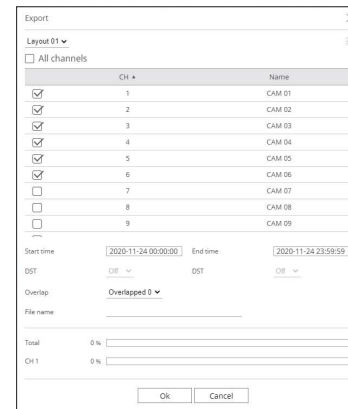 Export
Layout 01
All channels
CH Name
1 CAM 01
2 CAM 02
3 CAM 03
4 CAM 04
5 CAM 05
6 CAM 06
7 CAM 07
8 CAM 08
9 CAM 09
Start time 2020-11-24 00:00:00 End time 2020-11-24 23:59:59
DST Off DST Off
Overlap Overlapped 0
File name
Total 0 %
CH 1 0 %
Ok Cancel